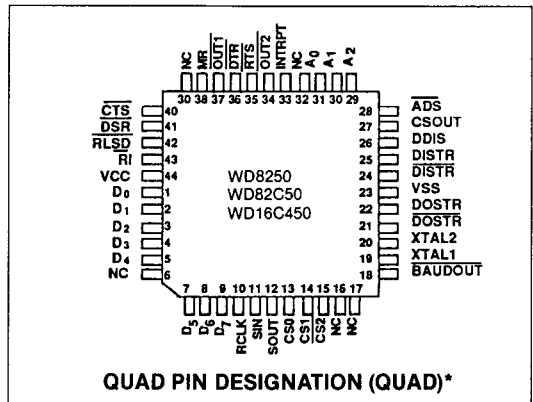 NC
MR
OUT1
DTR
RTS
OUT2
INTRPT
NC
A0
A1
A2
30 38 37 36 35 34 33 32 31 30 29
CTS 40
DSR 41
RLSD 42
RI 43
VCC 44
D0 1
D1 2
D2 3
D3 4
D4 5
NC 6
WD8250
WD82C50
WD16C450
28 ADS
27 CSOUT
26 DDIS
25 DISTR
24 DISTR
23 VSS
22 DOSTR
21 DOSTR
20 XTAL2
19 XTAL1
18 BAUDOUT
7 8 9 10 11 12 13 14 15 16 17
D5
D6
D7
RCLK
SIN
SOUT
CS0
CS1
CS2
NC
NC
QUAD PIN DESIGNATION (QUAD)*